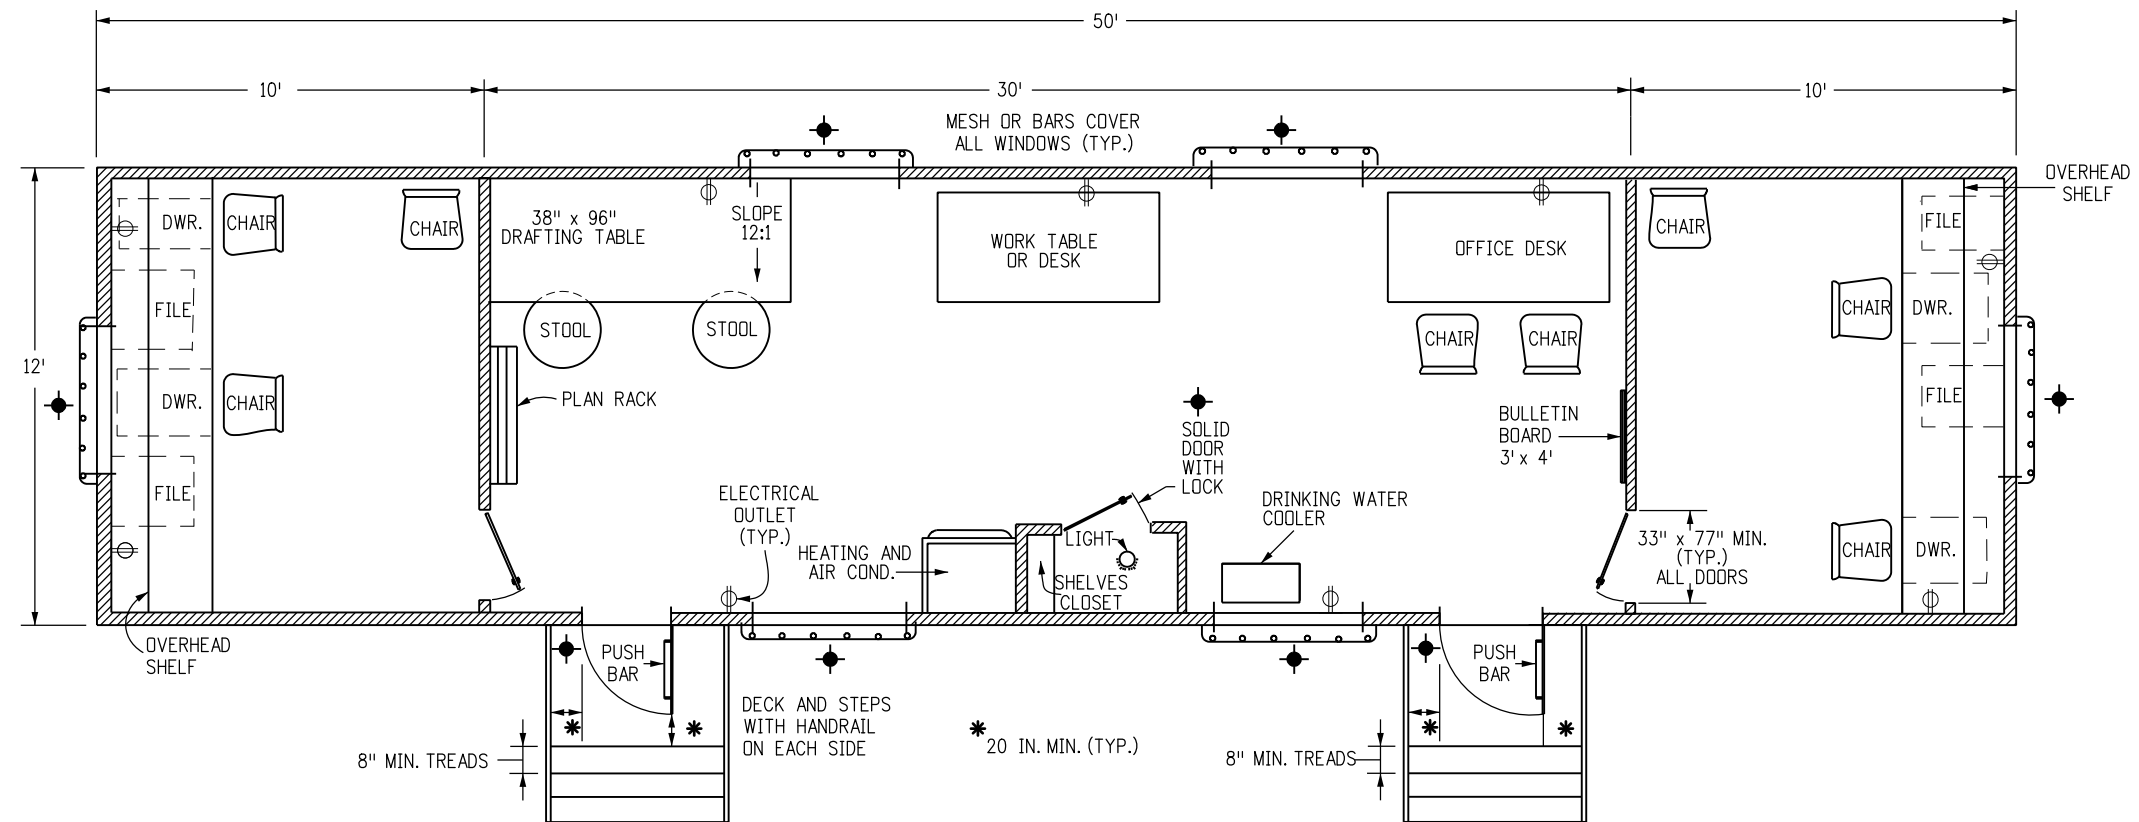 50'
10'
30'
10'
MESH OR BARS COVER
ALL WINDOWS (TYP.)
OVERHEAD
SHELF
12'
DWR.
CHAIR
CHAIR
FILE
DWR.
CHAIR
FILE
OVERHEAD
SHELF
38" x 96"
DRAFTING TABLE
SLOPE
12:1
STOOL
STOOL
PLAN RACK
WORK TABLE
OR DESK
OFFICE DESK
CHAIR
CHAIR
BULLETIN
BOARD
3' x 4'
SOLID
DOOR
WITH
LOCK
ELECTRICAL
OUTLET
(TYP.)
HEATING AND
AIR COND.
LIGHT
SHELVES
CLOSET
DRINKING WATER
COOLER
CHAIR
FILE
CHAIR
DWR.
FILE
CHAIR
DWR.
33" x 77" MIN.
(TYP.)
ALL DOORS
PUSH
BAR
PUSH
BAR
DECK AND STEPS
WITH HANDRAIL
ON EACH SIDE
* * * * *
20 IN. MIN. (TYP.)
8" MIN. TREADS
8" MIN. TREADS